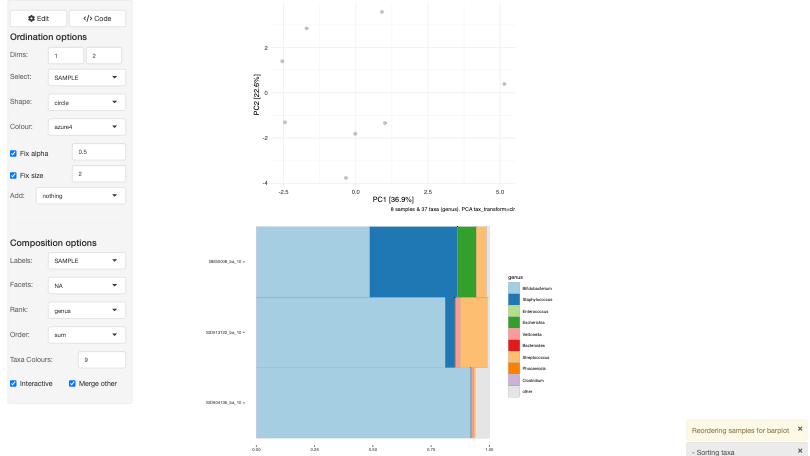 Edit
Code
Ordination options
Dims: 1 2
Select: SAMPLE
Shape: circle
Colour: azure4
Fix alpha 0.5
Fix size 2
Add: nothing
Composition options
Labels: SAMPLE
Facets: NA
Rank: genus
Order: sum
Taxa Colours: 9
Interactive Merge other
PC2 [22.6%]
2
0
-2
-4
-2.5 0.0 2.5 5.0
PC1 [36.9%]
8 samples & 37 taxa (genus). PCA tax_transform=clr
0.00 0.25 0.50 0.75 1.00
genus
Bifidobacterium
Staphylococcus
Enterococcus
Escherichia
Veillonella
Bacteroides
Streptococcus
Phocaeicola
Clostridium
other
Reordering samples for barplot ×
- Sorting taxa ×